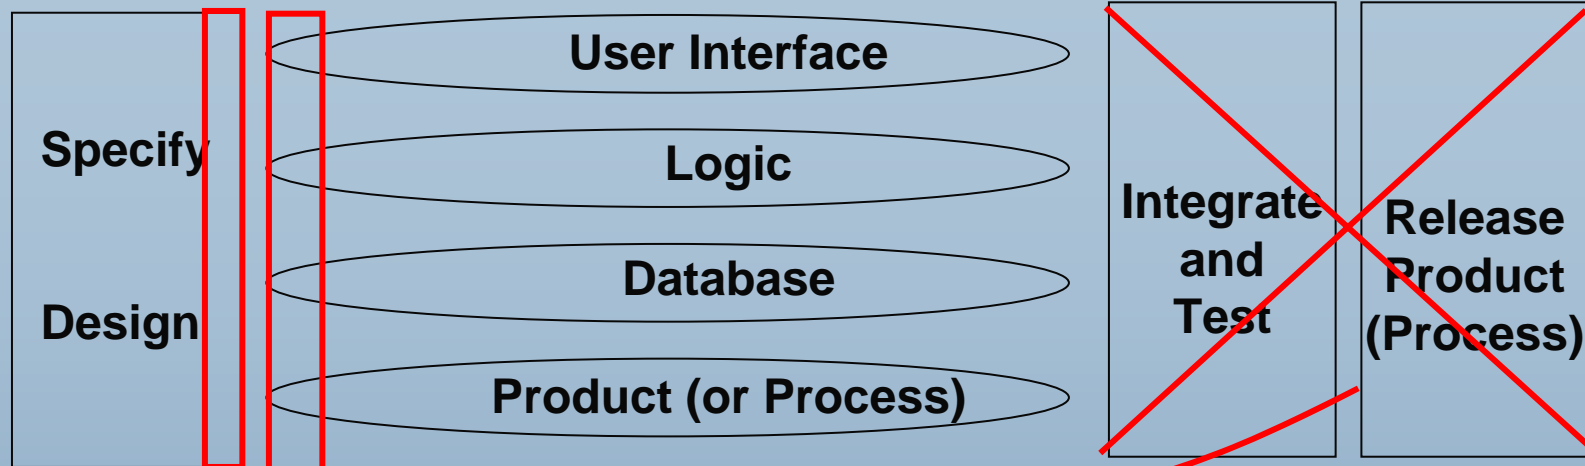 Specify
Design
User Interface
Logic
Database
Product (or Process)
Integrate
and
Test
Release
Product
(Process)